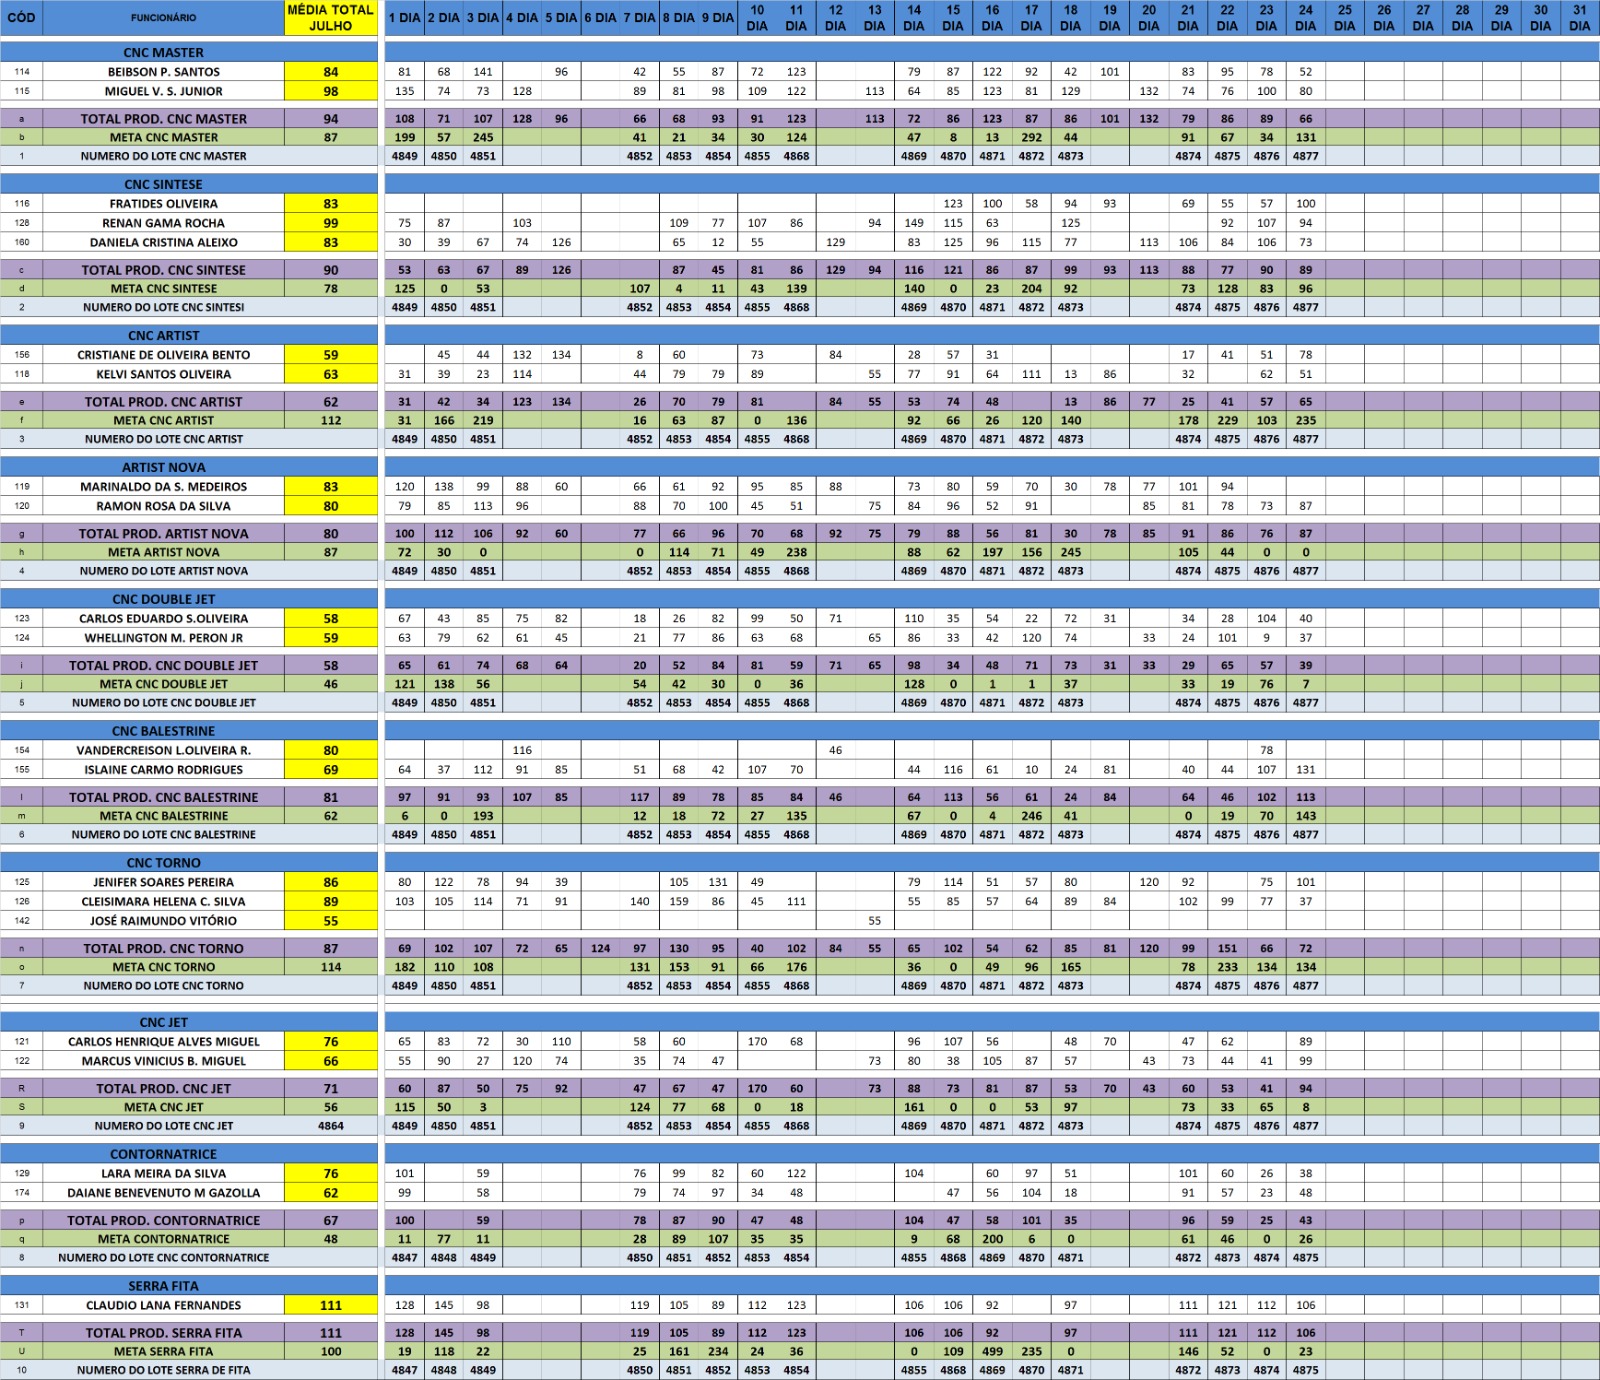 CÓD FUNCIONÁRIO MÉDIA TOTAL JULHO 1 DIA 2 DIA 3 DIA 4 DIA 5 DIA 6 DIA 7 DIA 8 DIA 9 DIA 10 DIA 11 DIA 12 DIA 13 DIA 14 DIA 15 DIA 16 DIA 17 DIA 18 DIA 19 DIA 20 DIA 21 DIA 22 DIA 23 DIA 24 DIA 25 DIA 26 DIA 27 DIA 28 DIA 29 DIA 30 DIA 31 DIA
CNC MASTER
114 BEIBSON P. SANTOS 84 81 68 141 96 42 55 87 72 123 79 87 122 92 42 101 83 95 78 52
115 MIGUEL V. S. JUNIOR 98 135 74 73 128 89 81 98 109 122 113 64 85 123 81 129 132 74 76 100 80
a TOTAL PROD. CNC MASTER 94 108 71 107 128 96 66 68 93 91 123 113 72 86 123 87 86 101 132 79 86 89 66
b META CNC MASTER 87 199 57 245 41 21 34 30 124 47 8 13 292 44 91 67 34 131
1 NUMERO DO LOTE CNC MASTER 4849 4850 4851 4852 4853 4854 4855 4868 4869 4870 4871 4872 4873 4874 4875 4876 4877
CNC SINTESE
116 FRATIDES OLIVEIRA 83 123 100 58 94 93 69 55 57 100
128 RENAN GAMA ROCHA 99 75 87 103 109 77 107 86 94 149 115 63 125 92 107 94
160 DANIELA CRISTINA ALEIXO 83 30 39 67 74 126 65 12 55 129 83 125 96 115 77 113 106 84 106 73
c TOTAL PROD. CNC SINTESE 90 53 63 67 89 126 87 45 81 86 129 94 116 121 86 87 99 93 113 88 77 90 89
d META CNC SINTESE 78 125 0 53 107 4 11 43 139 140 0 23 204 92 73 128 83 96
2 NUMERO DO LOTE CNC SINTESI 4849 4850 4851 4852 4853 4854 4855 4868 4869 4870 4871 4872 4873 4874 4875 4876 4877
CNC ARTIST
156 CRISTIANE DE OLIVEIRA BENTO 59 45 44 132 134 8 60 73 84 28 57 31 17 41 51 78
118 KELVI SANTOS OLIVEIRA 63 31 39 23 114 44 79 79 89 55 77 91 64 111 13 86 32 62 51
e TOTAL PROD. CNC ARTIST 62 31 42 34 123 134 26 70 79 81 84 55 53 74 48 13 86 77 25 41 57 65
f META CNC ARTIST 112 31 166 219 16 63 87 0 136 92 66 26 120 140 178 229 103 235
3 NUMERO DO LOTE CNC ARTIST 4849 4850 4851 4852 4853 4854 4855 4868 4869 4870 4871 4872 4873 4874 4875 4876 4877
ARTIST NOVA
119 MARINALDO DA S. MEDEIROS 83 120 138 99 88 60 66 61 92 95 85 88 73 80 59 70 30 78 77 101 94
120 RAMON ROSA DA SILVA 80 79 85 113 96 88 70 100 45 51 75 84 96 52 91 85 81 78 73 87
g TOTAL PROD. ARTIST NOVA 80 100 112 106 92 60 77 66 96 70 68 92 75 79 88 56 81 30 78 85 91 86 76 87
h META ARTIST NOVA 87 72 30 0 0 114 71 49 238 88 62 197 156 245 105 44 0 0
4 NUMERO DO LOTE ARTIST NOVA 4849 4850 4851 4852 4853 4854 4855 4868 4869 4870 4871 4872 4873 4874 4875 4876 4877
CNC DOUBLE JET
123 CARLOS EDUARDO S.OLIVEIRA 58 67 43 85 75 82 18 26 82 99 50 71 110 35 54 22 72 31 34 28 104 40
124 WHELLINGTON M. PERON JR 59 63 79 62 61 45 21 77 86 63 68 65 86 33 42 120 74 33 24 101 9 37
i TOTAL PROD. CNC DOUBLE JET 58 65 61 74 68 64 20 52 84 81 59 71 65 98 34 48 71 73 31 33 29 65 57 39
j META CNC DOUBLE JET 46 121 138 56 54 42 30 0 36 128 0 1 1 37 33 19 76 7
5 NUMERO DO LOTE CNC DOUBLE JET 4849 4850 4851 4852 4853 4854 4855 4868 4869 4870 4871 4872 4873 4874 4875 4876 4877
CNC BALESTRINE
154 VANDERCREISON L.OLIVEIRA R. 80 116 46 78
155 ISLAINE CARMO RODRIGUES 69 64 37 112 91 85 51 68 42 107 70 44 116 61 10 24 81 40 44 107 131
l TOTAL PROD. CNC BALESTRINE 81 97 91 93 107 85 117 89 78 85 84 46 64 113 56 61 24 84 64 46 102 113
m META CNC BALESTRINE 62 6 0 193 12 18 72 27 135 67 0 4 246 41 0 19 70 143
6 NUMERO DO LOTE CNC BALESTRINE 4849 4850 4851 4852 4853 4854 4855 4868 4869 4870 4871 4872 4873 4874 4875 4876 4877
CNC TORNO
125 JENIFER SOARES PEREIRA 86 80 122 78 94 39 105 131 49 79 114 51 57 80 120 92 75 101
126 CLEISIMARA HELENA C. SILVA 89 103 105 114 71 91 140 159 86 45 111 55 85 57 64 89 84 102 99 77 37
142 JOSÉ RAIMUNDO VITÓRIO 55 55
n TOTAL PROD. CNC TORNO 87 69 102 107 72 65 124 97 130 95 40 102 84 55 65 102 54 62 85 81 120 99 151 66 72
o META CNC TORNO 114 182 110 108 131 153 91 66 176 36 0 49 96 165 78 233 134 134
7 NUMERO DO LOTE CNC TORNO 4849 4850 4851 4852 4853 4854 4855 4868 4869 4870 4871 4872 4873 4874 4875 4876 4877
CNC JET
121 CARLOS HENRIQUE ALVES MIGUEL 76 65 83 72 30 110 58 60 170 68 96 107 56 48 70 47 62 89
122 MARCUS VINICIUS B. MIGUEL 66 55 90 27 120 74 35 74 47 73 80 38 105 87 57 43 73 44 41 99
R TOTAL PROD. CNC JET 71 60 87 50 75 92 47 67 47 170 60 73 88 73 81 87 53 70 43 60 53 41 94
S META CNC JET 56 115 50 3 124 77 68 0 18 161 0 0 53 97 73 33 65 8
9 NUMERO DO LOTE CNC JET 4864 4849 4850 4851 4852 4853 4854 4855 4868 4869 4870 4871 4872 4873 4874 4875 4876 4877
CONTORNATRICE
129 LARA MEIRA DA SILVA 76 101 59 76 99 82 60 122 104 60 97 51 101 60 26 38
174 DAIANE BENEVENUTO M GAZOLLA 62 99 58 79 74 97 34 48 47 56 104 18 91 57 23 48
p TOTAL PROD. CONTORNATRICE 67 100 59 78 87 90 47 48 104 47 58 101 35 96 59 25 43
q META CONTORNATRICE 48 11 77 11 28 89 107 35 35 9 68 200 6 0 61 46 0 26
8 NUMERO DO LOTE CNC CONTORNATRICE 4847 4848 4849 4850 4851 4852 4853 4854 4855 4868 4869 4870 4871 4872 4873 4874 4875
SERRA FITA
131 CLAUDIO LANA FERNANDES 111 128 145 98 119 105 89 112 123 106 106 92 97 111 121 112 106
T TOTAL PROD. SERRA FITA 111 128 145 98 119 105 89 112 123 106 106 92 97 111 121 112 106
U META SERRA FITA 100 19 118 22 25 161 234 24 36 0 109 499 235 0 146 52 0 23
10 NUMERO DO LOTE SERRA DE FITA 4847 4848 4849 4850 4851 4852 4853 4854 4855 4868 4869 4870 4871 4872 4873 4874 4875